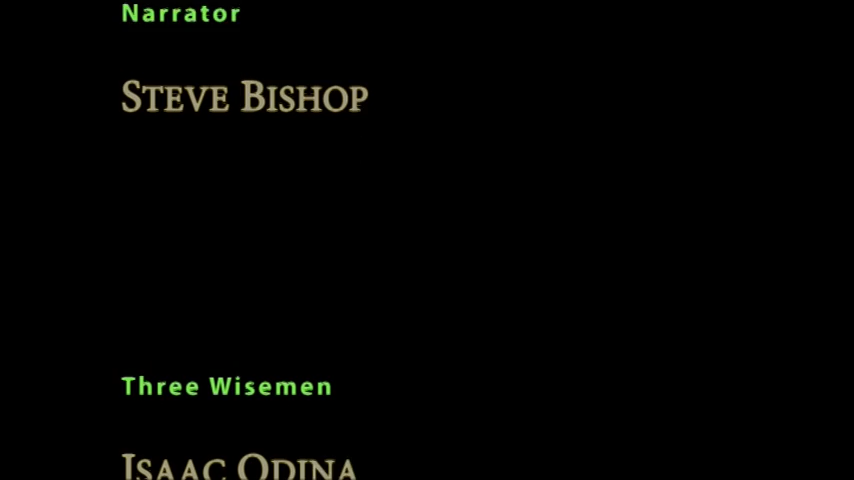 Narrator
STEVE BISHOP
Three Wisemen
ISAAC ODINA